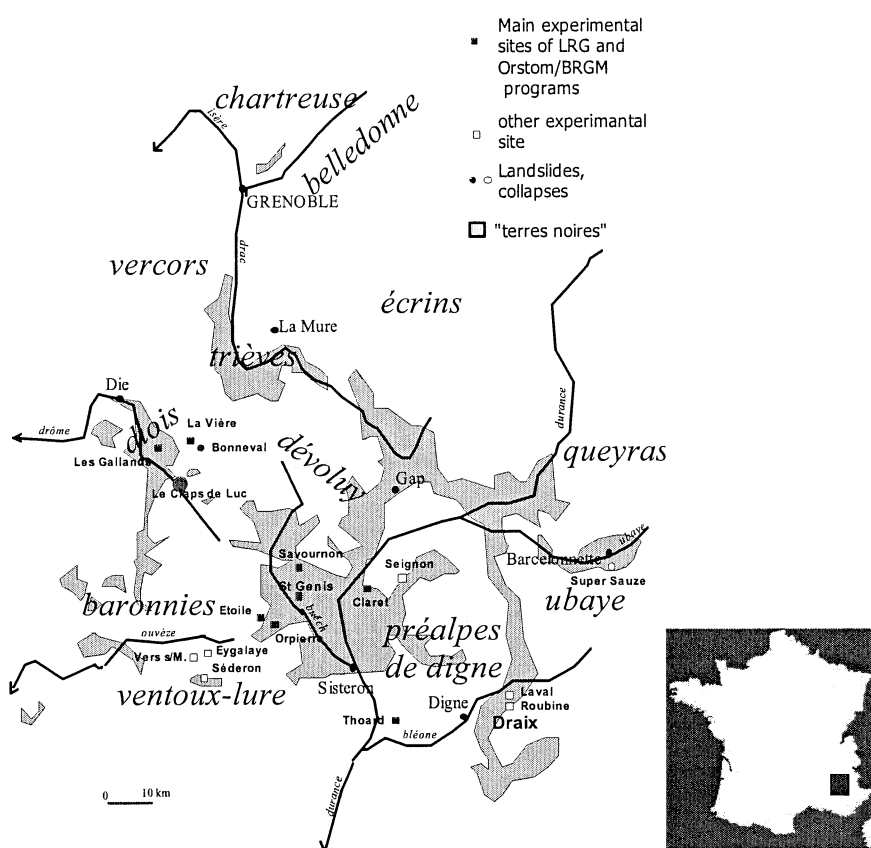 Main experimental
sites of LRG and
Orstom/BRGM
programs
other experimantal
site
Landslides,
collapses
"terres noires"
chartreuse
isère
belledonne
GRENOBLE
drac
vercors
écrins
La Mure
trièves
Die
durance
La Vière
diois
drôme
Bonneval
dévoluy
queyras
Les Gallands
Gap
Le Claps de Luc
ubaye
Savournon
Seignon
Barcelonnette
Super Sauze
St Genis
Claret
ubaye
baronnies
Etoile
buëch
préalpes
de digne
ouvèze
Orpierre
Eygalaye
Vers s/M.
Séderon
ventoux-lure
Sisteron
Laval
Roubine
Digne
Thoard
Draix
bléone
0 10 km
durance